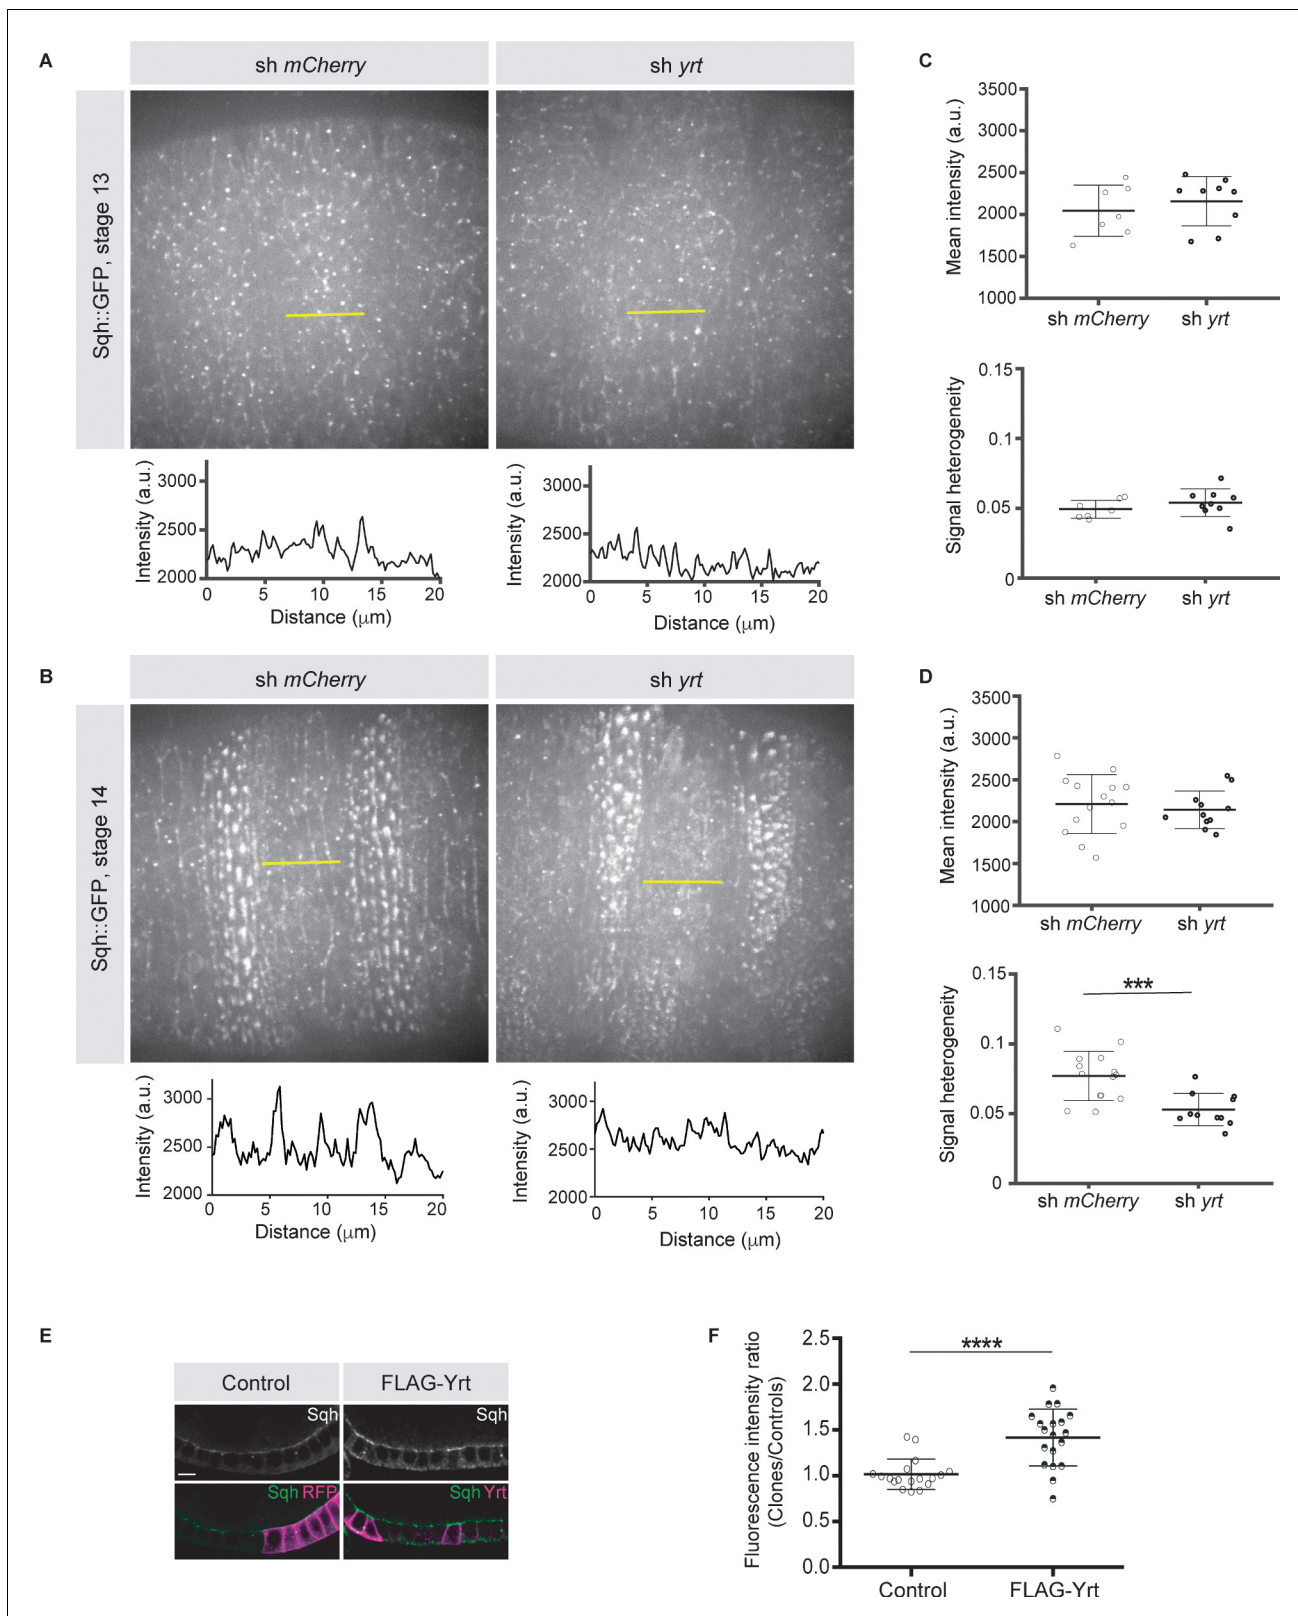 A
sh mCherry
sh yrt
Sqh::GFP, stage 13
Intensity (a.u.)
3000
2500
2000
0 5 10 15 20
Distance (μm)
Intensity (a.u.)
3000
2500
2000
0 5 10 15 20
Distance (μm)
C
Mean intensity (a.u.)
3500
3000
2500
2000
1500
1000
sh mCherry sh yrt
Signal heterogeneity
0.15
0.1
0.05
0
sh mCherry sh yrt
B
sh mCherry
sh yrt
Sqh::GFP, stage 14
Intensity (a.u.)
3000
2500
2000
0 5 10 15 20
Distance (μm)
Intensity (a.u.)
3000
2500
2000
0 5 10 15 20
Distance (μm)
D
Mean intensity (a.u.)
3500
3000
2500
2000
1500
1000
sh mCherry sh yrt
Signal heterogeneity
0.15
0.1
0.05
0
***
sh mCherry sh yrt
E
Control
FLAG-Yrt
Sqh
Sqh
Sqh RFP
Sqh Yrt
F
Fluorescence intensity ratio
(Clones/Controls)
2.5
2.0
1.5
1.0
0.5
0.0
****
Control FLAG-Yrt